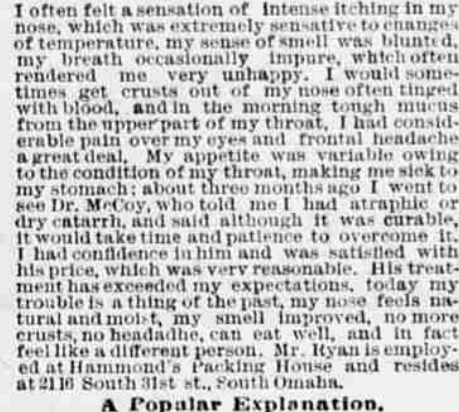 I often felt a sensation of intense itching in my
nose, which was extremely sensative to changes
of temperature, my sense of smell was blunted,
my breath occasionally impure, which often
rendered me very unhappy. I would some-
times get crusts out of my nose often tinged
with blood, and in the morning tough mucus
from the upper part of my throat, I had consid-
erable pain over my eyes and frontal headache
a great deal. My appetite was variable owing
to the condition of my throat, making me sick to
my stomach; about three months ago I went to
see Dr. McCoy, who told me I had atraphic or
dry catarrh, and said although it was curable,
it would take time and patience to overcome it.
I had confidence in him and was satisfied with
his price, which was very reasonable. His treat-
ment has exceeded my expectations, today my
trouble is a thing of the past, my nose feels na-
tural and moist, my smell improved, no more
crusts, no headadhe, can eat well, and in fact
feel like a different person. Mr. Ryan is employ-
ed at Hammond's Packing House and resides
at 2116 South 31st st., South Omaha.
A Popular Explanation.